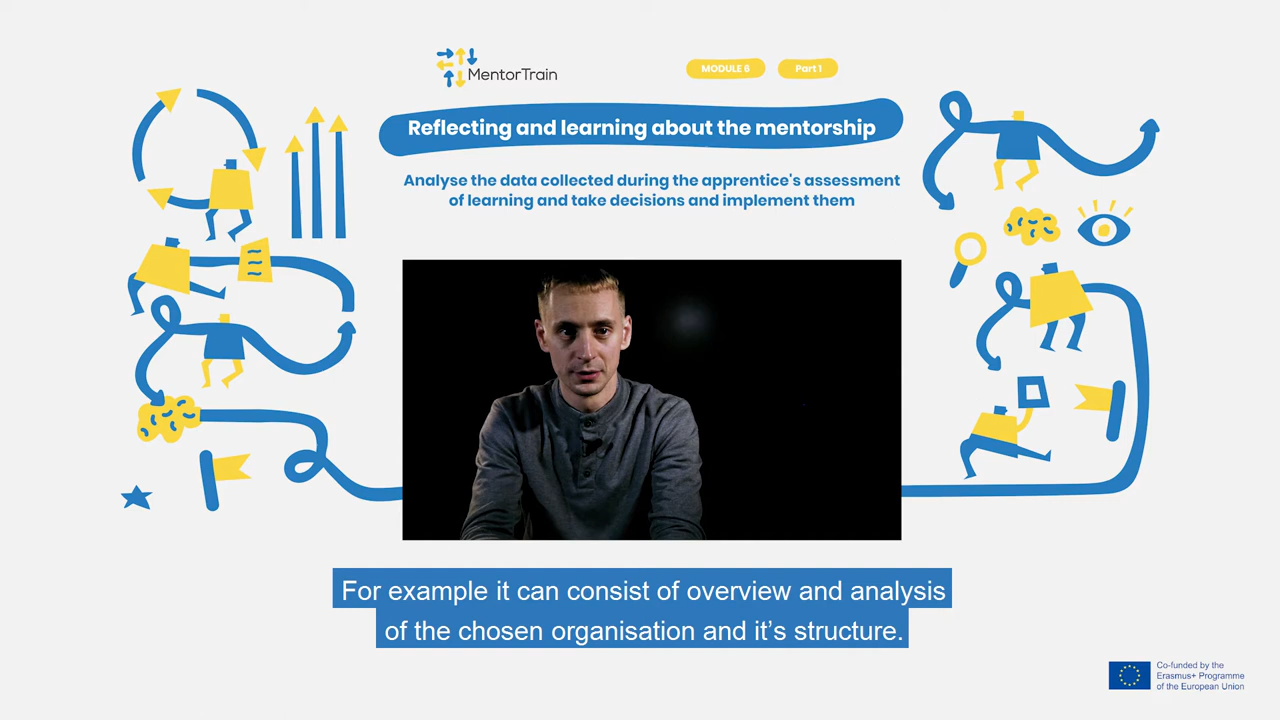 MentorTrain
MODULE 6
Part 1
Reflecting and learning about the mentorship
Analyse the data collected during the apprentice's assessment
of learning and take decisions and implement them
For example it can consist of overview and analysis
of the chosen organisation and it’s structure.
Co-funded by the
Erasmus+ Programme
of the European Union